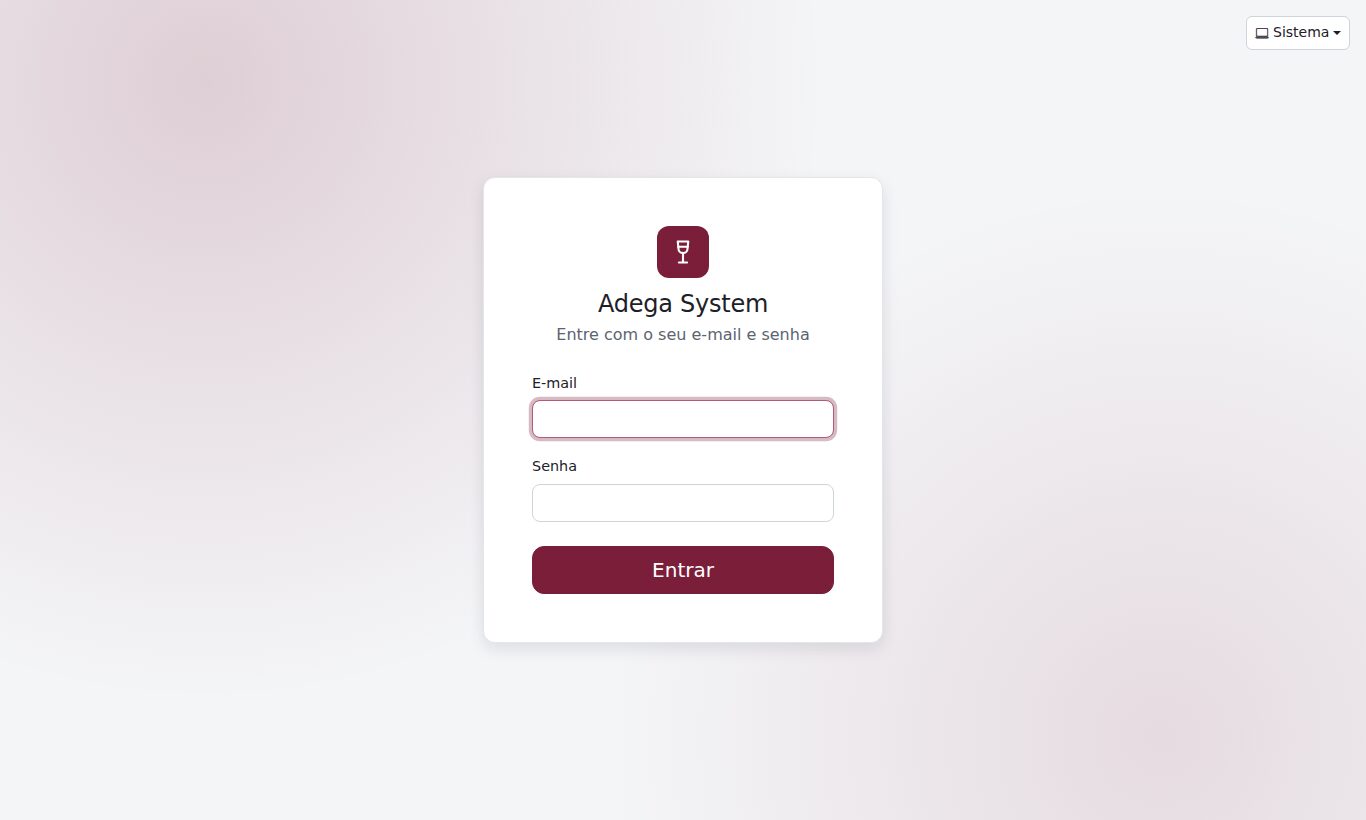 Sistema
Adega System
Entre com o seu e-mail e senha
E-mail
Senha
Entrar